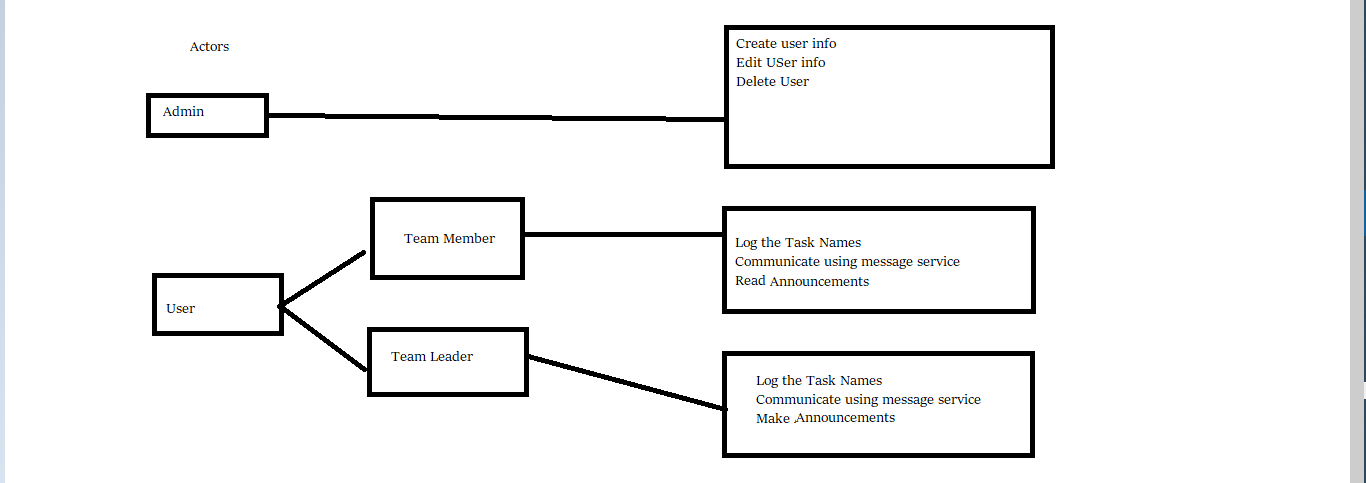 Actors
Admin
Create user info
Edit USer info
Delete User
Team Member
Log the Task Names
Communicate using message service
Read Announcements
User
Team Leader
Log the Task Names
Communicate using message service
Make Announcements